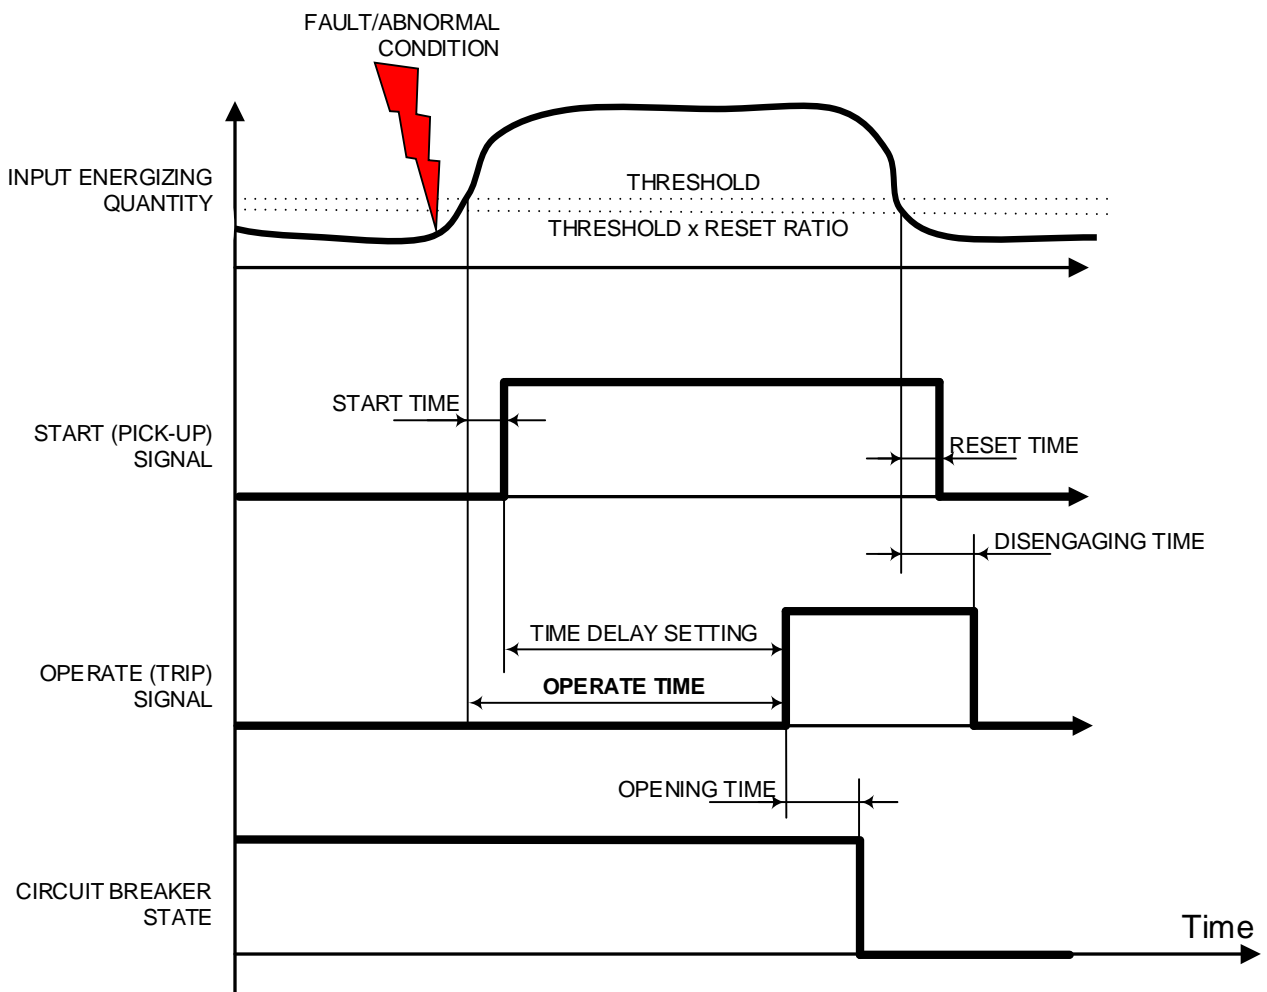 FAULT/ABNORMAL
CONDITION
INPUT ENERGIZING
QUANTITY
THRESHOLD
THRESHOLD x RESET RATIO
START TIME
START (PICK-UP)
SIGNAL
RESET TIME
DISENGAGING TIME
TIME DELAY SETTING
OPERATE (TRIP)
SIGNAL
OPERATE TIME
OPENING TIME
CIRCUIT BREAKER
STATE
Time